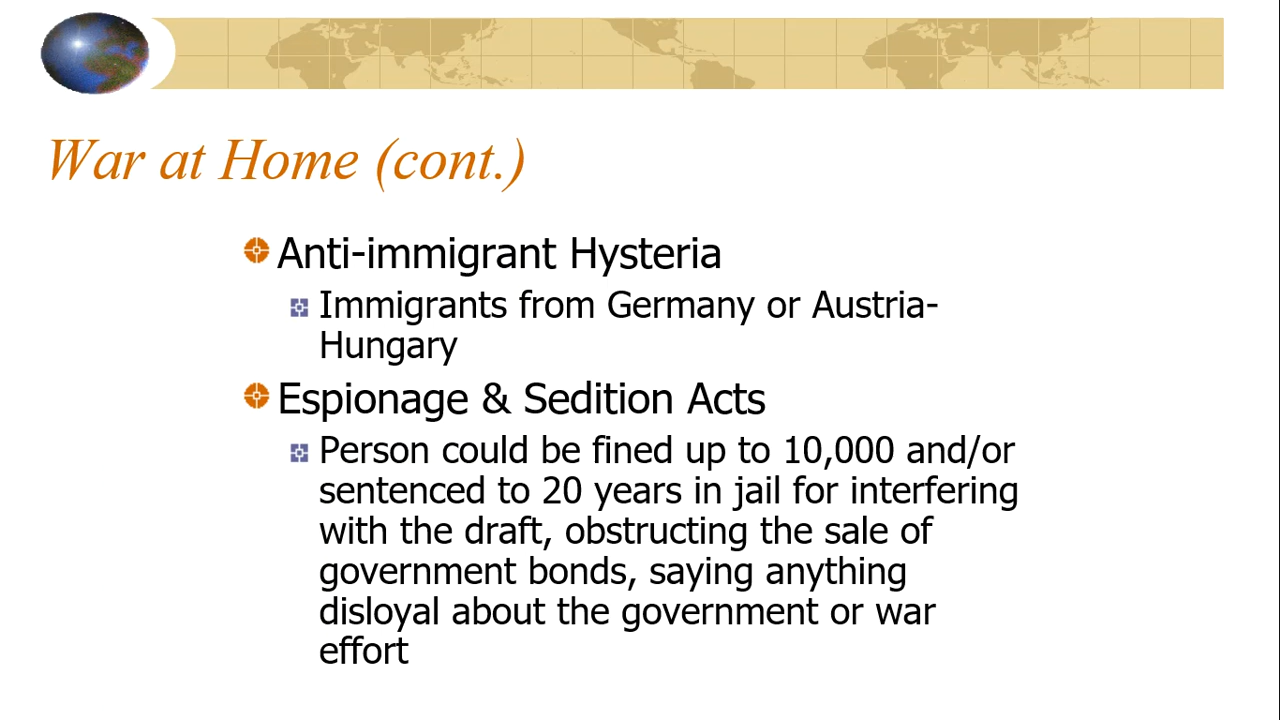 War at Home (cont.)
Anti-immigrant Hysteria
Immigrants from Germany or Austria-
Hungary
Espionage & Sedition Acts
Person could be fined up to 10,000 and/or
sentenced to 20 years in jail for interfering
with the draft, obstructing the sale of
government bonds, saying anything
disloyal about the government or war
effort